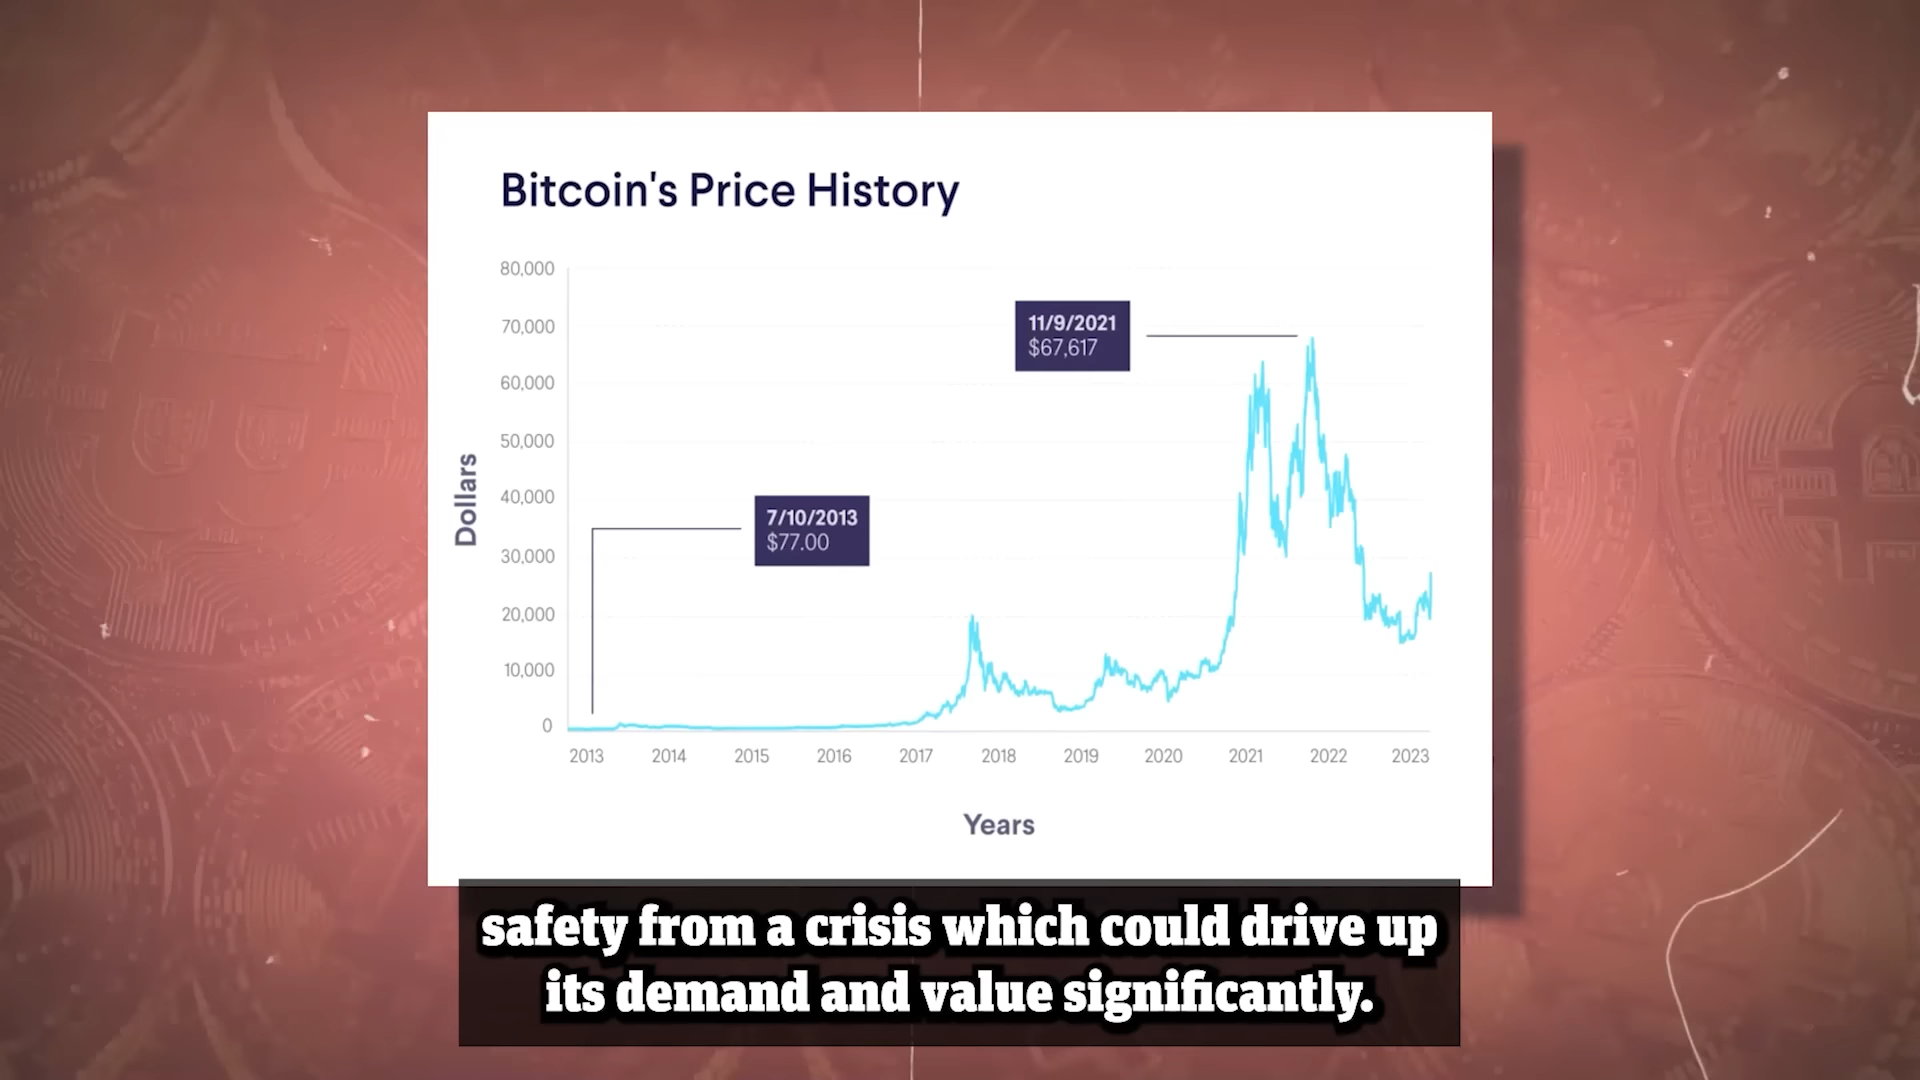 Bitcoin's Price History
80,000
70,000
60,000
50,000
40,000
30,000
20,000
10,000
0
Dollars
11/9/2021
$67,617
7/10/2013
$77.00
2013 2014 2015 2016 2017 2018 2019 2020 2021 2022 2023
Years
safety from a crisis which could drive up
its demand and value significantly.